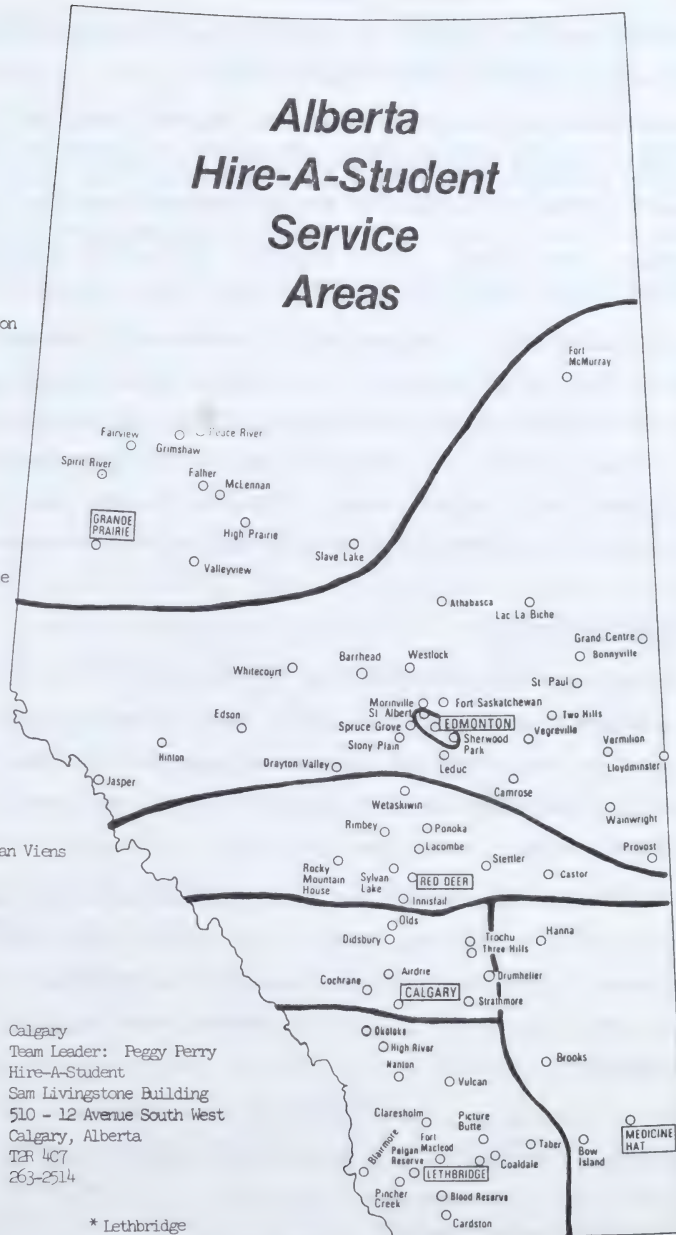 Alberta
Hire-A-Student
Service
Areas
on
Fort
McMurray
Fairview
Peace River
Grimshaw
Spirit River
Falher
McLennan
GRANDE
PRAIRIE
High Prairie
Slave Lake
Valleyview
e
Athabasca
Lac La Biche
Grand Centre
Bonnyville
Whitecourt
Barrhead
Westlock
St Paul
Morinville
Fort Saskatchewan
St Albert
Two Hills
Edson
Spruce Grove
EDMONTON
Vegreville
Stony Plain
Sherwood
Park
Vermilion
Hinton
Lloydminster
Drayton Valley
Leduc
Jasper
Camrose
Wetaskiwin
Wainwright
Rimbey
Ponoka
Lacombe
Provost
an Viens
Rocky
Mountain
House
Sylvan
Lake
Stettler
RED DEER
Castor
Innisfail
Olds
Didsbury
Trochu
Three Hills
Hanna
Airdrie
Drumheller
Cochrane
CALGARY
Strathmore
Calgary
Team Leader: Peggy Perry
Hire-A-Student
Sam Livingstone Building
510 - 12 Avenue South West
Calgary, Alberta
T2R 4C7
263-2514
Okotoks
High River
Nanton
Brooks
Vulcan
Claresholm
Picture
Butte
Blairmore
Fort
Macleod
Peigan
Reserve
Taber
Bow
Island
MEDICINE
HAT
Coaldale
LETHBRIDGE
Pincher
Creek
Blood Reserve
Cardston
* Lethbridge